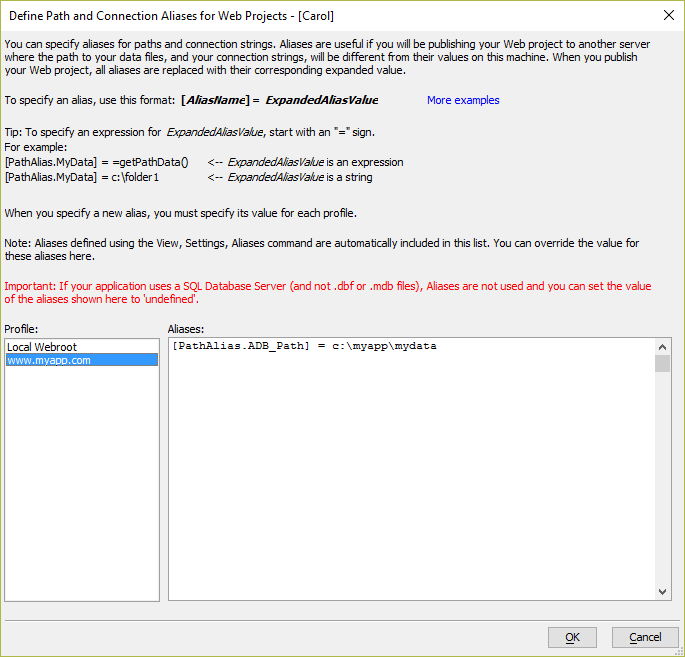 Define Path and Connection Aliases for Web Projects - [Carol]
You can specify aliases for paths and connection strings. Aliases are useful if you will be publishing your Web project to another server
where the path to your data files, and your connection strings, will be different from their values on this machine. When you publish
your Web project, all aliases are replaced with their corresponding expanded value.
To specify an alias, use this format: [AliasName] = ExpandedAliasValue More examples
Tip: To specify an expression for ExpandedAliasValue, start with an "=" sign.
For example:
[PathAlias.MyData] = =getPathData() <-- ExpandedAliasValue is an expression
[PathAlias.MyData] = c:\folder1 <-- ExpandedAliasValue is a string
When you specify a new alias, you must specify its value for each profile.
Note: Aliases defined using the View, Settings, Aliases command are automatically included in this list. You can override the value for
these aliases here.
Important: If your application uses a SQL Database Server (and not .dbf or .mdb files), Aliases are not used and you can set the value
of the aliases shown here to 'undefined'.
Profile: Aliases:
Local Webroot [PathAlias.ADB_Path] = c:\myapp\mydata
www.myapp.com
OK Cancel